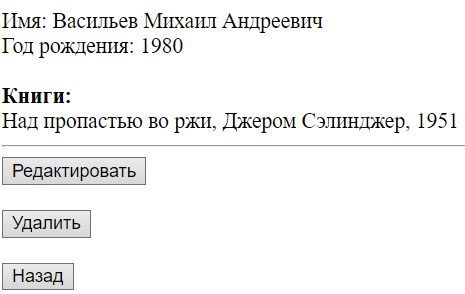 Имя: Васильев Михаил Андреевич
Год рождения: 1980
Книги:
Над пропастью во ржи, Джером Сэлинджер, 1951
Редактировать
Удалить
Назад